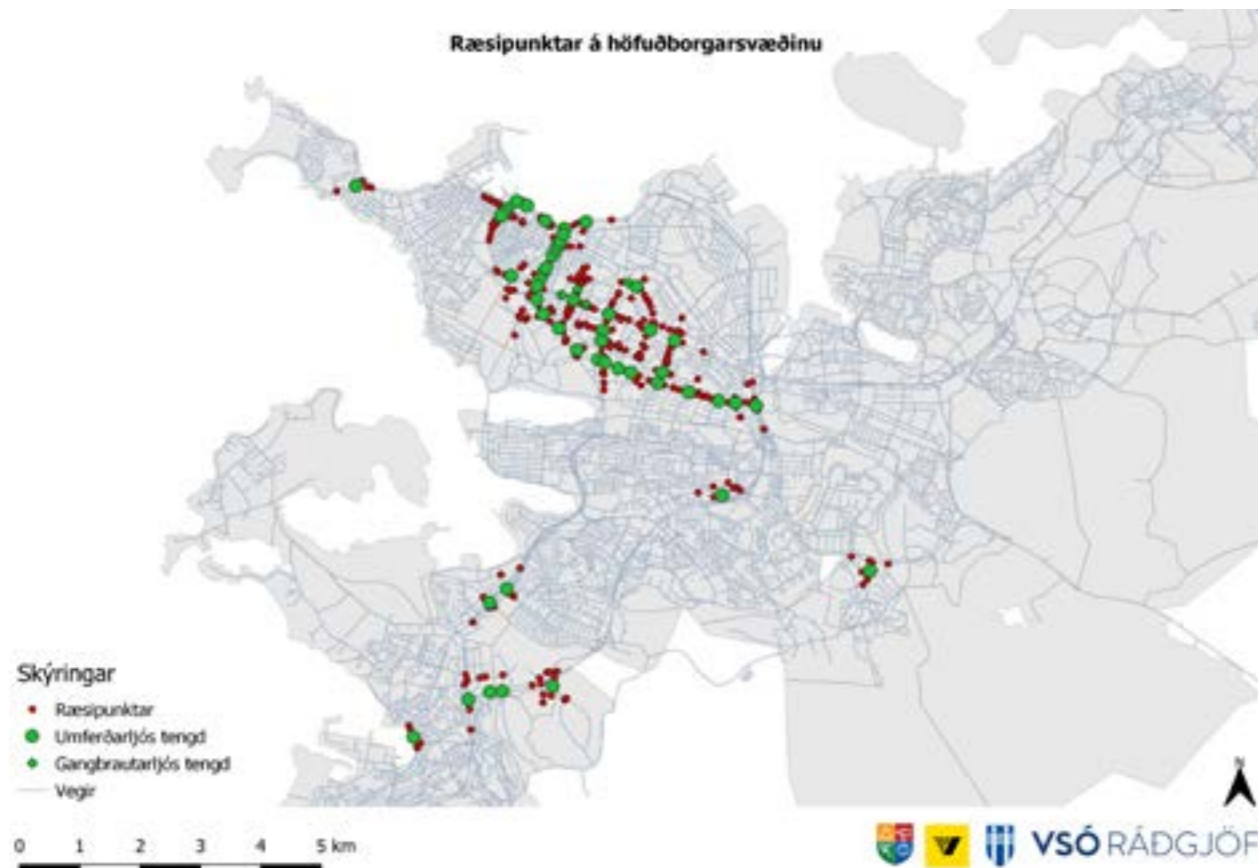 Ræsipunktar á höfuðborgarsvæðinu
Skýringar
Ræsipunktar
Umferðarljós tengd
Gangbrautarljós tengd
Vegir
0 1 2 3 4 5 km
N
VSÓ RÁÐGJÖF